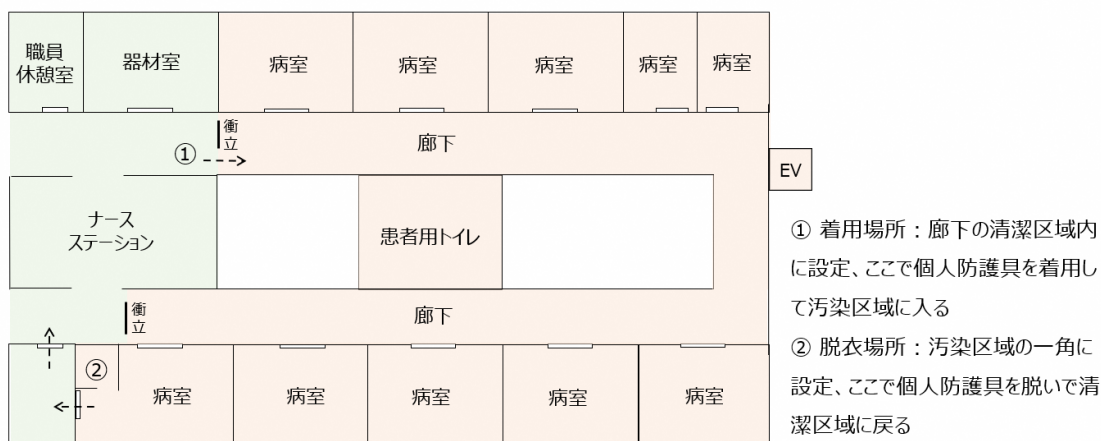 職員
休憩室
器材室
病室
病室
病室
病室
病室
衝
立
廊下
①
EV
ナース
ステーション
患者用トイレ
衝
立
廊下
②
病室
病室
病室
病室
病室
① 着用場所：廊下の清潔区域内
に設定、ここで個人防護具を着用し
て汚染区域に入る
② 脱衣場所：汚染区域の一角に
設定、ここで個人防護具を脱いで清
潔区域に戻る